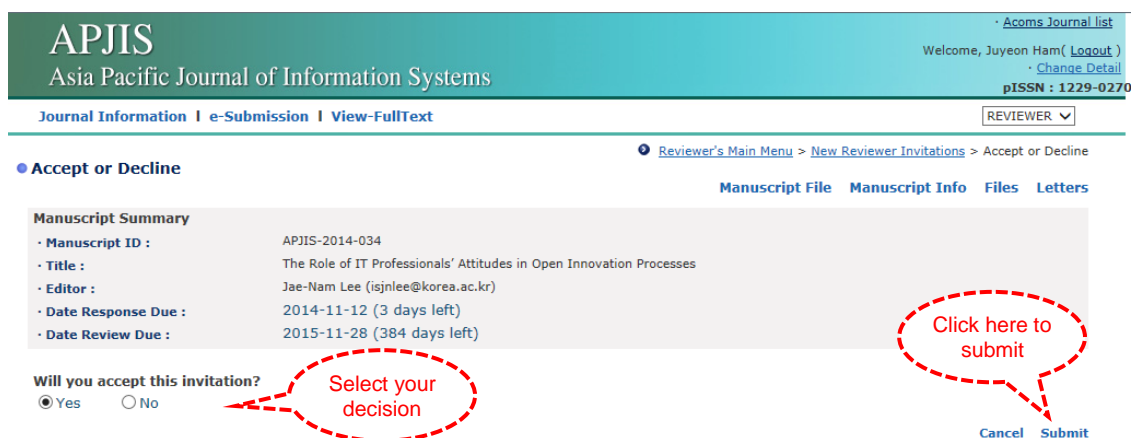 · Acoms Journal list
APJIS
Welcome, Juyeon Ham( Logout )
Asia Pacific Journal of Information Systems
· Change Detail
pISSN : 1229-0270
Journal Information l e-Submission l View-FullText
REVIEWER
Reviewer's Main Menu > New Reviewer Invitations > Accept or Decline
Accept or Decline
Manuscript File Manuscript Info Files Letters
Manuscript Summary
· Manuscript ID : APJIS-2014-034
· Title : The Role of IT Professionals’ Attitudes in Open Innovation Processes
· Editor : Jae-Nam Lee (isjnlee@korea.ac.kr)
· Date Response Due : 2014-11-12 (3 days left)
· Date Review Due : 2015-11-28 (384 days left)
Click here to
submit
Will you accept this invitation?
Yes No
Select your
decision
Cancel Submit